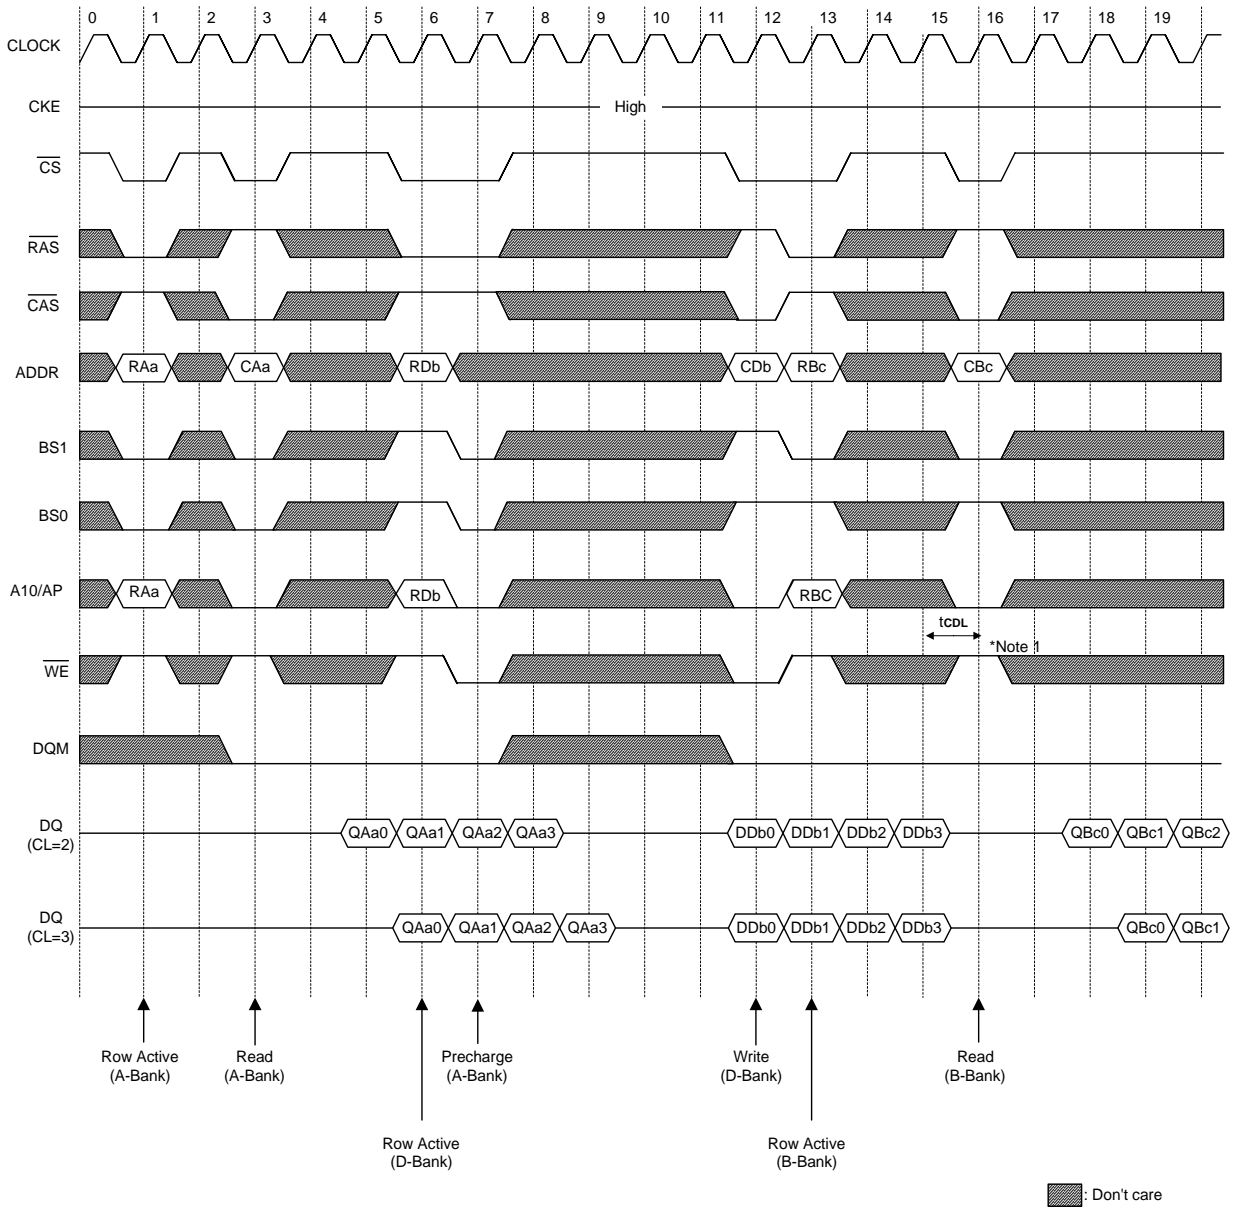 0 1 2 3 4 5 6 7 8 9 10 11 12 13 14 15 16 17 18 19
CLOCK
CKE High
CS
RAS
CAS
ADDR RAa CAa RDb CDb RBc CBc
BS1
BS0
A10/AP RAa RDb RBC
tCDL
*Note 1
WE
DQM
DQ
(CL=2) QAa0 QAa1 QAa2 QAa3 DDb0 DDb1 DDb2 DDb3 QBc0 QBc1 QBc2
DQ
(CL=3) QAa0 QAa1 QAa2 QAa3 DDb0 DDb1 DDb2 DDb3 QBc0 QBc1
Row Active
(A-Bank)
Read
(A-Bank)
Precharge
(A-Bank)
Write
(D-Bank)
Read
(B-Bank)
Row Active
(D-Bank)
Row Active
(B-Bank)
: Don't care